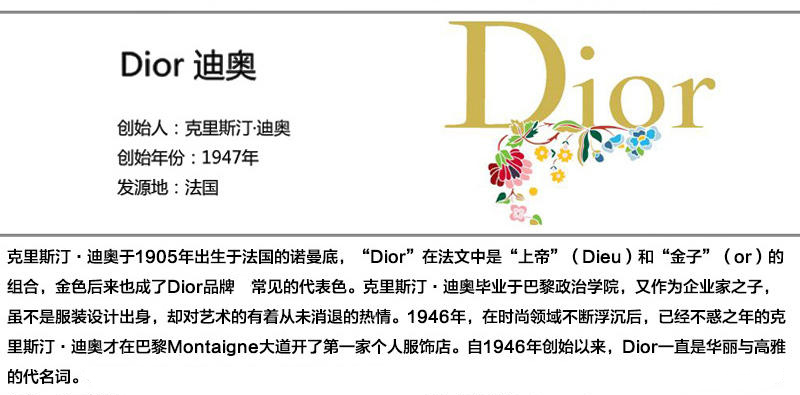 Dior 迪奥
创始人：克里斯汀·迪奥
创始年份：1947年
发源地：法国
Dior
克里斯汀·迪奥于1905年出生于法国的诺曼底，“Dior”在法文中是“上帝”（Dieu）和“金子”（or）的
组合，金色后来也成了Dior品牌 常见的代表色。克里斯汀·迪奥毕业于巴黎政治学院，又作为企业家之子，
虽不是服装设计出身，却对艺术的有着从未消退的热情。1946年，在时尚领域不断浮沉后，已经不惑之年的克
里斯汀·迪奥才在巴黎Montaigne大道开了第一家个人服饰店。自1946年创始以来，Dior一直是华丽与高雅
的代名词。